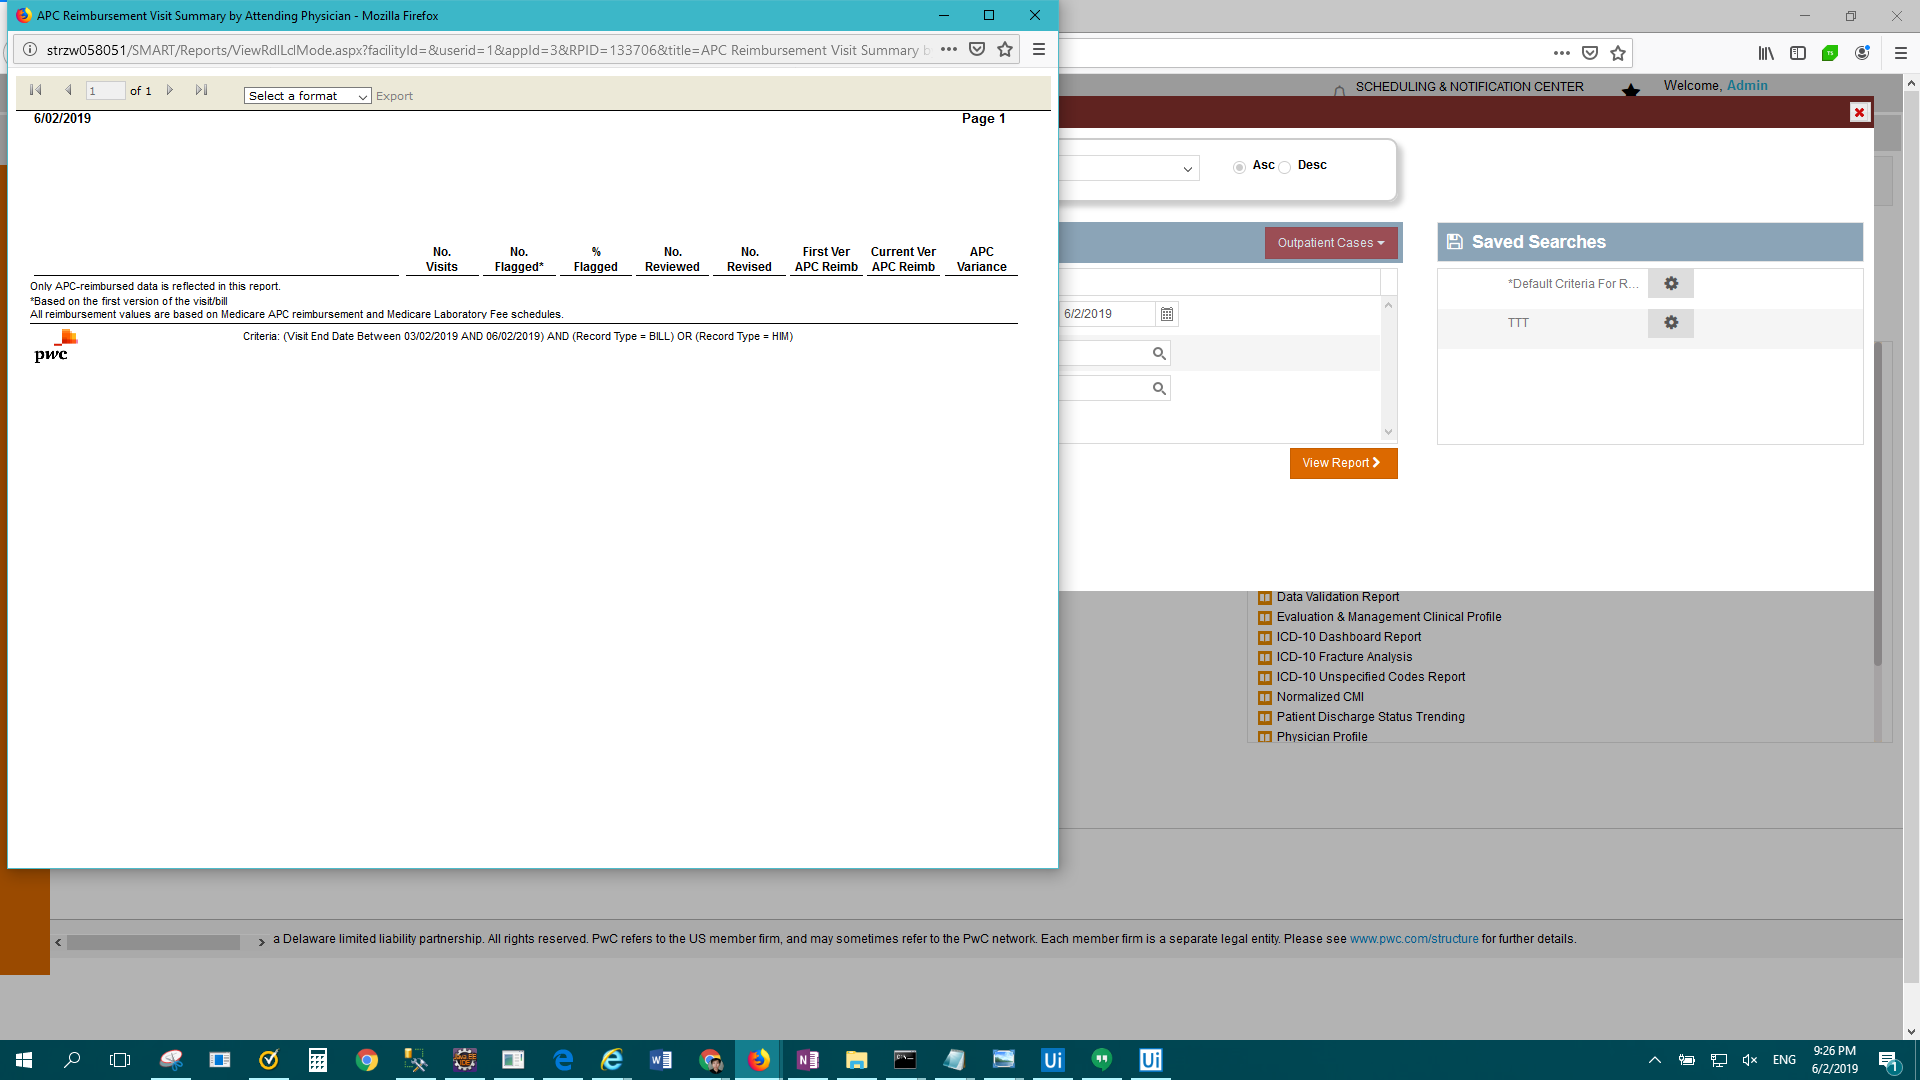 APC Reimbursement Visit Summary by Attending Physician - Mozilla Firefox
strzw058051/SMART/Reports/ViewRdlLclMode.aspx?facilityId=&userid=1&appId=3&RPID=133706&title=APC Reimbursement Visit Summary b
1 of 1 Select a format Export
6/02/2019 Page 1
No. Visits No. Flagged* % Flagged No. Reviewed No. Revised First Ver APC Reimb Current Ver APC Reimb APC Variance
Only APC-reimbursed data is reflected in this report.
*Based on the first version of the visit/bill
All reimbursement values are based on Medicare APC reimbursement and Medicare Laboratory Fee schedules.
pwc
Criteria: (Visit End Date Between 03/02/2019 AND 06/02/2019) AND (Record Type = BILL) OR (Record Type = HIM)
SCHEDULING & NOTIFICATION CENTER Welcome, Admin
Asc Desc
Outpatient Cases
6/2/2019
View Report
Saved Searches
*Default Criteria For R...
TTT
Data Validation Report
Evaluation & Management Clinical Profile
ICD-10 Dashboard Report
ICD-10 Fracture Analysis
ICD-10 Unspecified Codes Report
Normalized CMI
Patient Discharge Status Trending
Physician Profile
a Delaware limited liability partnership. All rights reserved. PwC refers to the US member firm, and may sometimes refer to the PwC network. Each member firm is a separate legal entity. Please see www.pwc.com/structure for further details.
ENG
9:26 PM
6/2/2019
1